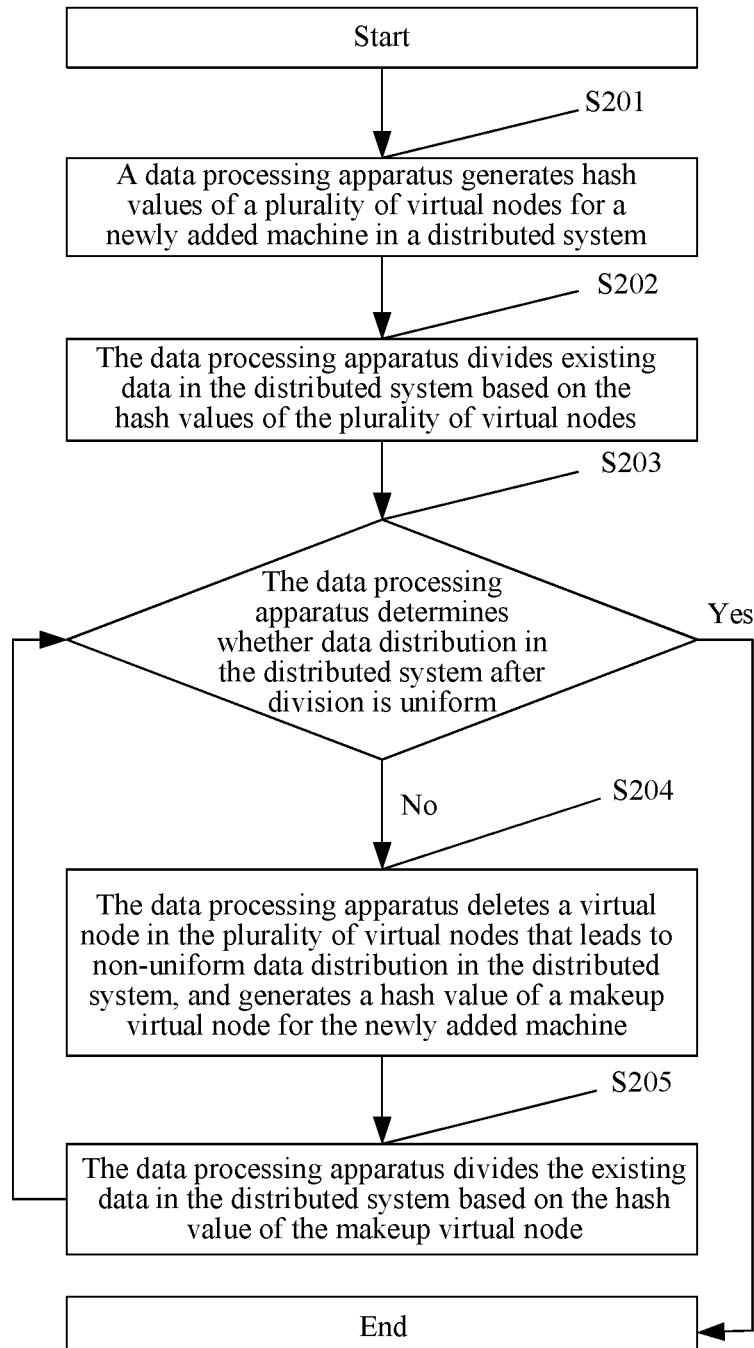 Start
S201
A data processing apparatus generates hash
values of a plurality of virtual nodes for a
newly added machine in a distributed system
S202
The data processing apparatus divides existing
data in the distributed system based on the
hash values of the plurality of virtual nodes
S203
The data processing
apparatus determines
whether data distribution in
the distributed system after
division is uniform
Yes
No
S204
The data processing apparatus deletes a virtual
node in the plurality of virtual nodes that leads to
non-uniform data distribution in the distributed
system, and generates a hash value of a makeup
virtual node for the newly added machine
S205
The data processing apparatus divides the existing
data in the distributed system based on the hash
value of the makeup virtual node
End